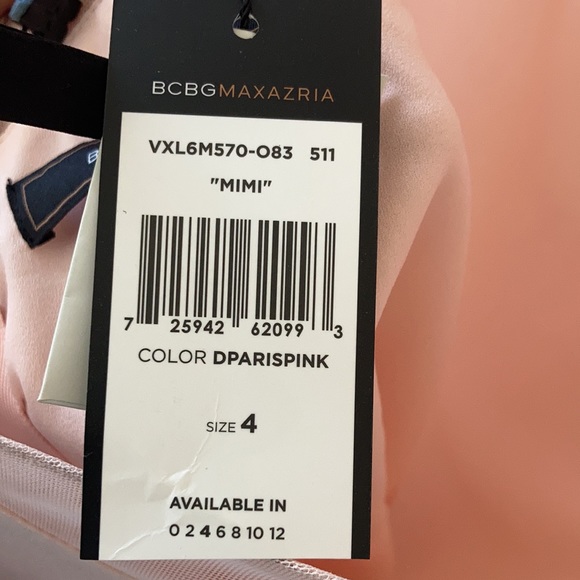 BCBGMAXAZRIA
VXL6M570-O83 511
"MIMI"
7 25942 62099 3
COLOR DPARISPINK
SIZE 4
AVAILABLE IN
0 2 4 6 8 10 12